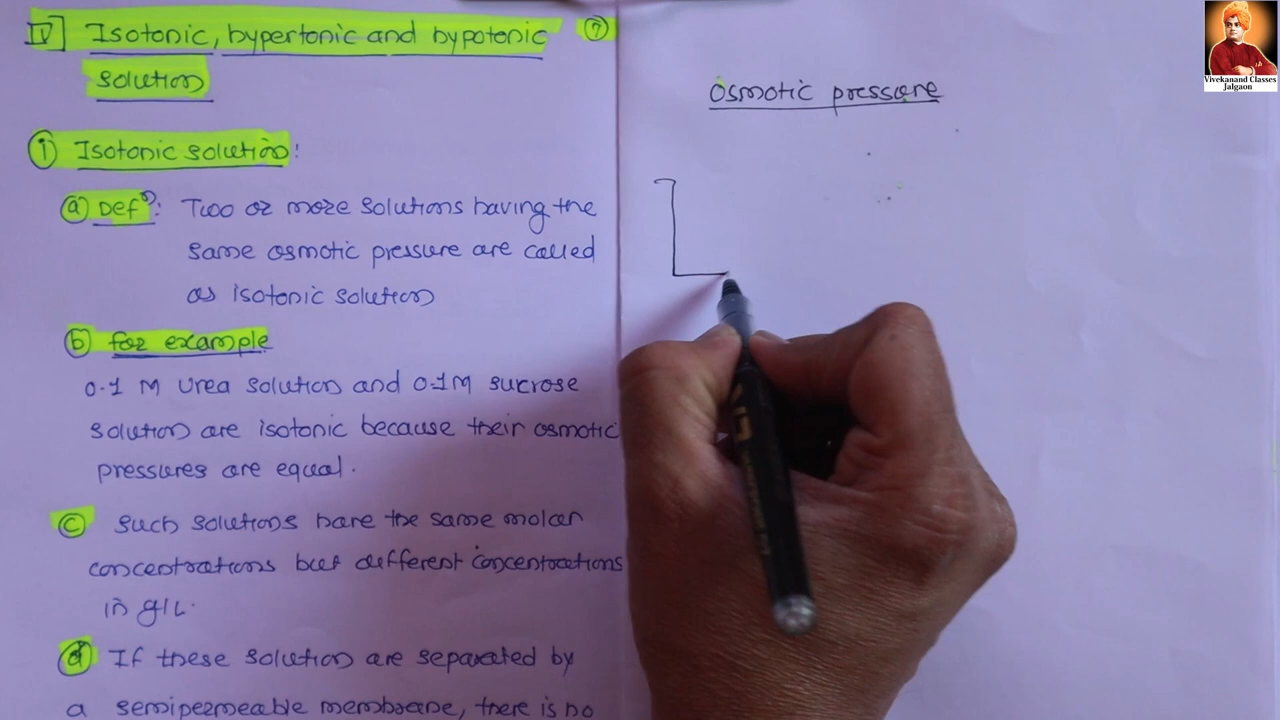 IV] Isotonic, hypertonic and hypotonic (7)
solution
(i) Isotonic solution:
(a) Defn: Two or more solutions having the
same osmotic pressure are called
as isotonic solution
(b) for example
0.1 M urea solution and 0.1M sucrose
solution are isotonic because their osmotic
pressures are equal.
(c) Such solutions have the same molar
concentrations but different concentrations
in g/L.
(d) If these solution are separated by
a semipermeable membrane, there is no
Osmotic pressure
Vivekanand Classes
Jalgaon